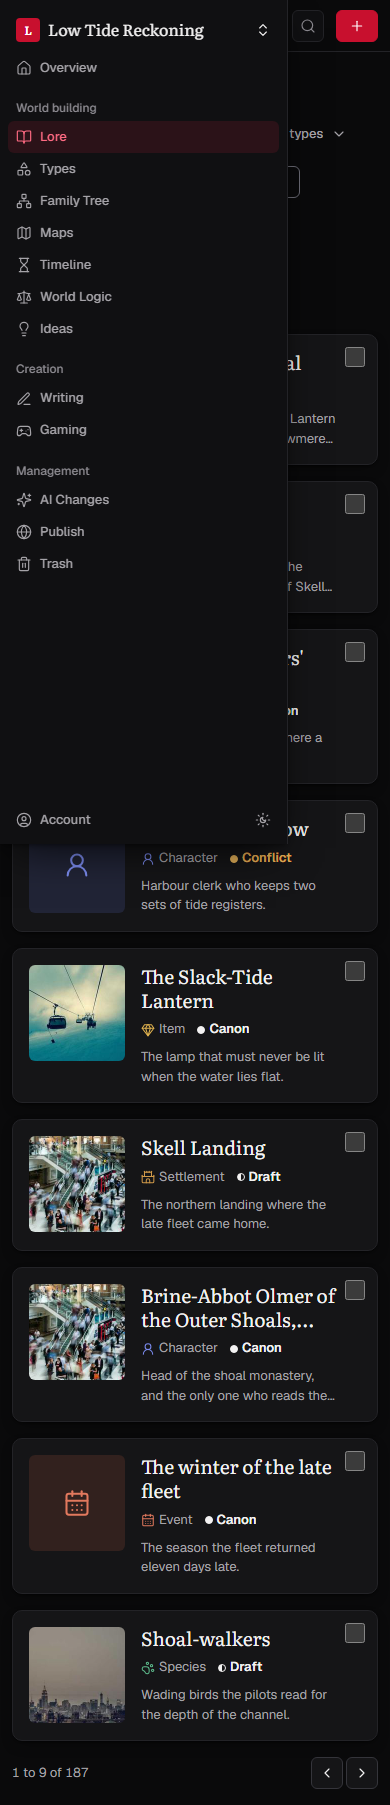 L Low Tide Reckoning
Overview
World building
Lore
Types
Family Tree
Maps
Timeline
World Logic
Ideas
Creation
Writing
Gaming
Management
AI Changes
Publish
Trash
Account
types
al
Lantern
wmere…
he
f Skell…
rs'
on
here a
ow
Character Conflict
Harbour clerk who keeps two
sets of tide registers.
The Slack-Tide
Lantern
Item Canon
The lamp that must never be lit
when the water lies flat.
Skell Landing
Settlement Draft
The northern landing where the
late fleet came home.
Brine-Abbot Olmer of
the Outer Shoals,…
Character Canon
Head of the shoal monastery,
and the only one who reads the…
The winter of the late
fleet
Event Canon
The season the fleet returned
eleven days late.
Shoal-walkers
Species Draft
Wading birds the pilots read for
the depth of the channel.
1 to 9 of 187